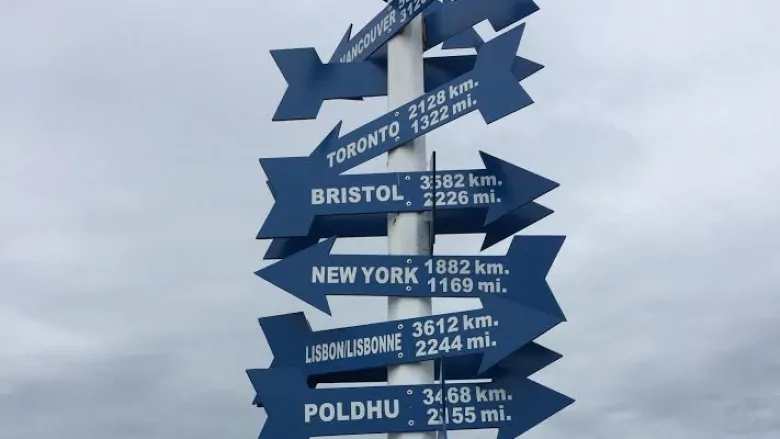 VANCOUVER
3128
TORONTO 2128 km.
1322 mi.
BRISTOL 3582 km.
2226 mi.
NEW YORK 1882 km.
1169 mi.
LISBON/LISBONNE 3612 km.
2244 mi.
POLDHU 3468 km.
2155 mi.